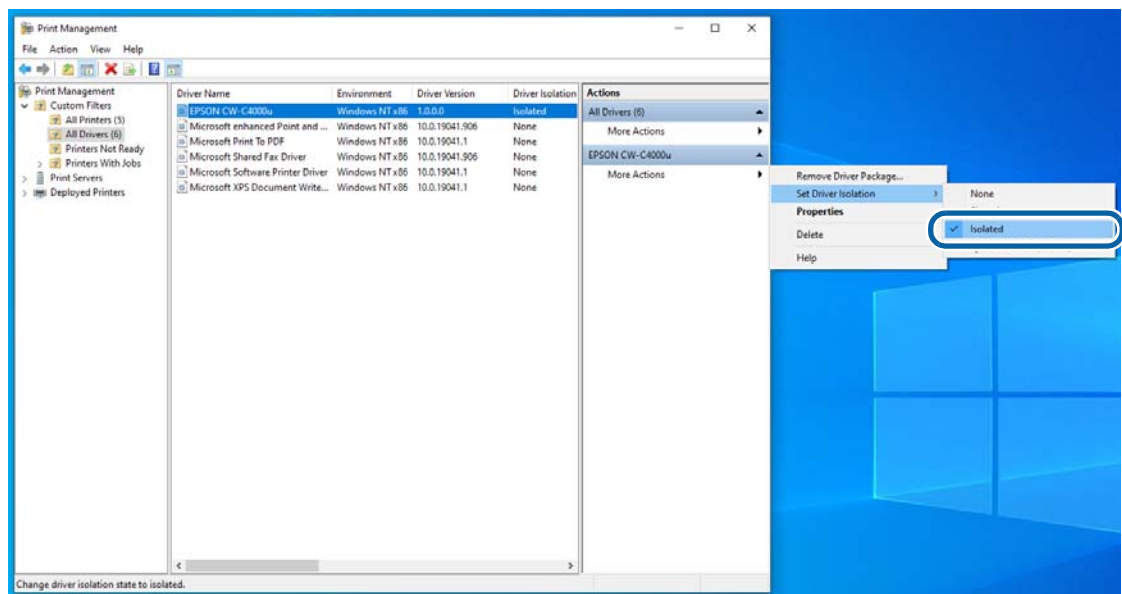 Print Management
File Action View Help
Print Management
Custom Filters
All Printers (5)
All Drivers (6)
Printers Not Ready
Printers With Jobs
Print Servers
Deployed Printers
Driver Name Environment Driver Version Driver Isolation
EPSON CW-C4000u Windows NT x86 1.0.0.0 Isolated
Microsoft enhanced Point and ... Windows NT x86 10.0.19041.906 None
Microsoft Print To PDF Windows NT x86 10.0.19041.1 None
Microsoft Shared Fax Driver Windows NT x86 10.0.19041.906 None
Microsoft Software Printer Driver Windows NT x86 10.0.19041.1 None
Microsoft XPS Document Write... Windows NT x86 10.0.19041.1 None
Actions
All Drivers (6)
More Actions
EPSON CW-C4000u
More Actions
Remove Driver Package...
Set Driver Isolation
Properties
Delete
Help
None
Isolated
Change driver isolation state to isolated.